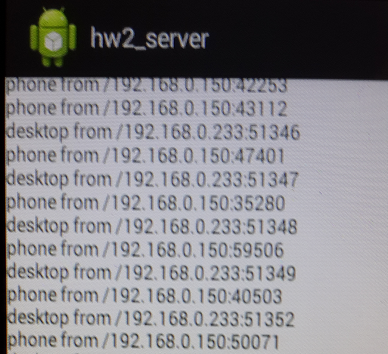 hw2_server
phone from /192.168.0.150:42253
phone from /192.168.0.150:43112
desktop from /192.168.0.233:51346
phone from /192.168.0.150:47401
desktop from /192.168.0.233:51347
phone from /192.168.0.150:35280
desktop from /192.168.0.233:51348
phone from /192.168.0.150:59506
desktop from /192.168.0.233:51349
phone from /192.168.0.150:40503
desktop from /192.168.0.233:51352
phone from /192.168.0.150:50071